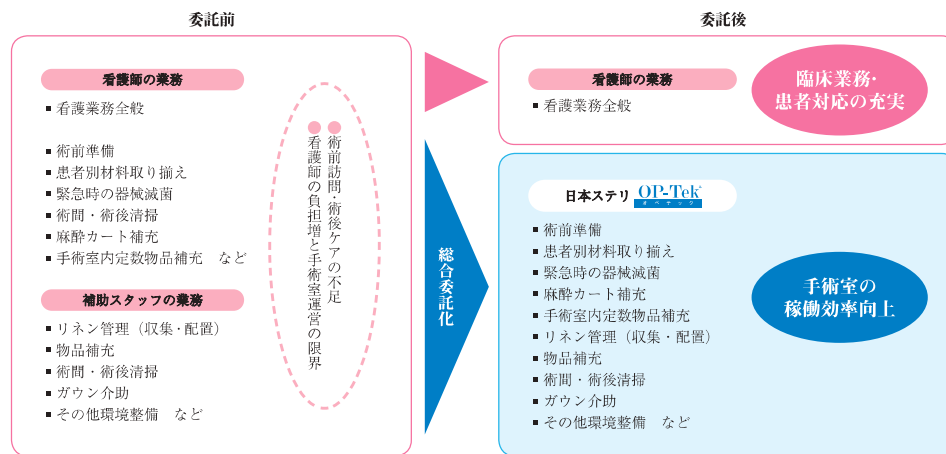 委託前
看護師の業務
▪ 看護業務全般
▪ 術前準備
▪ 患者別材料取り揃え
▪ 緊急時の器械滅菌
▪ 術間・術後清掃
▪ 麻酔カート補充
▪ 手術室内定数物品補充　など
補助スタッフの業務
▪ リネン管理（収集・配置）
▪ 物品補充
▪ 術間・術後清掃
▪ ガウン介助
▪ その他環境整備　など
●術前訪問・術後ケアの不足
●看護師の負担増と手術室運営の限界
総合委託化
委託後
看護師の業務
▪ 看護業務全般
臨床業務・
患者対応の充実
日本ステリ OP-Tek
オペテック
▪ 術前準備
▪ 患者別材料取り揃え
▪ 緊急時の器械滅菌
▪ 麻酔カート補充
▪ 手術室内定数物品補充
▪ リネン管理（収集・配置）
▪ 物品補充
▪ 術間・術後清掃
▪ ガウン介助
▪ その他環境整備　など
手術室の
稼働効率向上